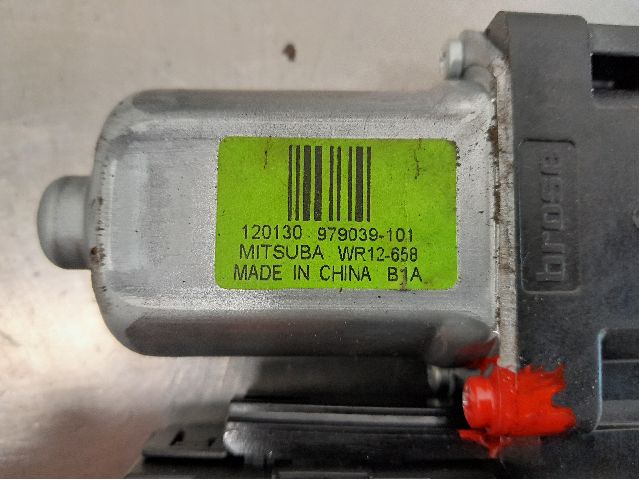 120130 979039-101
MITSUBA WR12-658
MADE IN CHINA B1A
brose